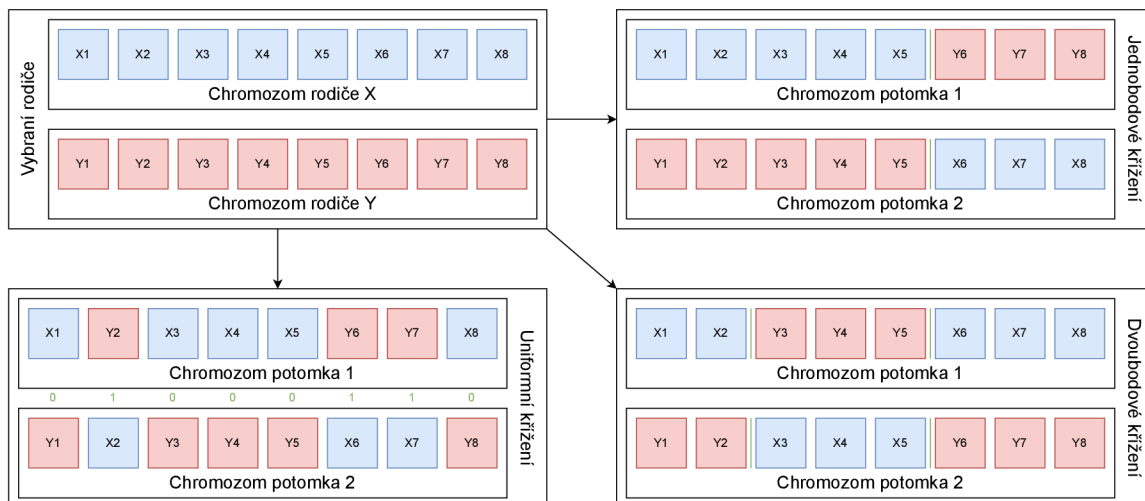 Vybraní rodiče
X1 X2 X3 X4 X5 X6 X7 X8
Chromozom rodiče X
Y1 Y2 Y3 Y4 Y5 Y6 Y7 Y8
Chromozom rodiče Y
Jednobodové křížení
X1 X2 X3 X4 X5 Y6 Y7 Y8
Chromozom potomka 1
Y1 Y2 Y3 Y4 Y5 X6 X7 X8
Chromozom potomka 2
Uniformní křížení
X1 Y2 X3 X4 X5 Y6 Y7 X8
Chromozom potomka 1
0 1 0 0 0 1 1 0
Y1 X2 Y3 Y4 Y5 X6 X7 Y8
Chromozom potomka 2
Dvoubodové křížení
X1 X2 Y3 Y4 Y5 X6 X7 X8
Chromozom potomka 1
Y1 Y2 X3 X4 X5 Y6 Y7 Y8
Chromozom potomka 2